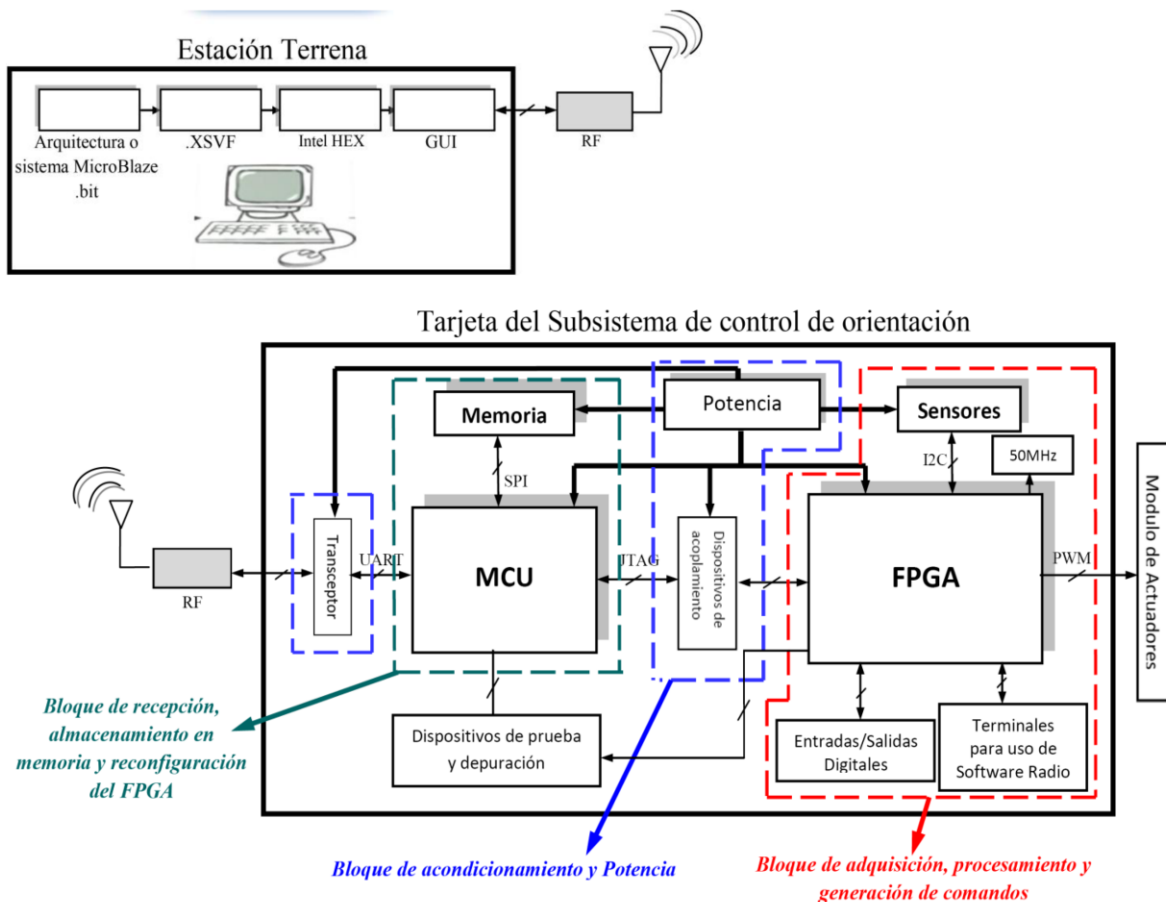 Estación Terrena
Arquitectura o
sistema MicroBlaze
.bit
.XSVF
Intel HEX
GUI
RF
Tarjeta del Subsistema de control de orientación
Memoria
Potencia
Sensores
SPI
I2C
50MHz
RF
Transceptor
UART
MCU
JTAG
Dispositivos de
acoplamiento
FPGA
PWM
Modulo de Actuadores
Bloque de recepción,
almacenamiento en
memoria y reconfiguración
del FPGA
Dispositivos de prueba
y depuración
Entradas/Salidas
Digitales
Terminales
para uso de
Software Radio
Bloque de acondicionamiento y Potencia
Bloque de adquisición, procesamiento y
generación de comandos